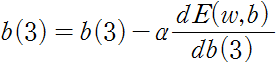 b(3) = b(3) − α dE(w,b)/db(3)